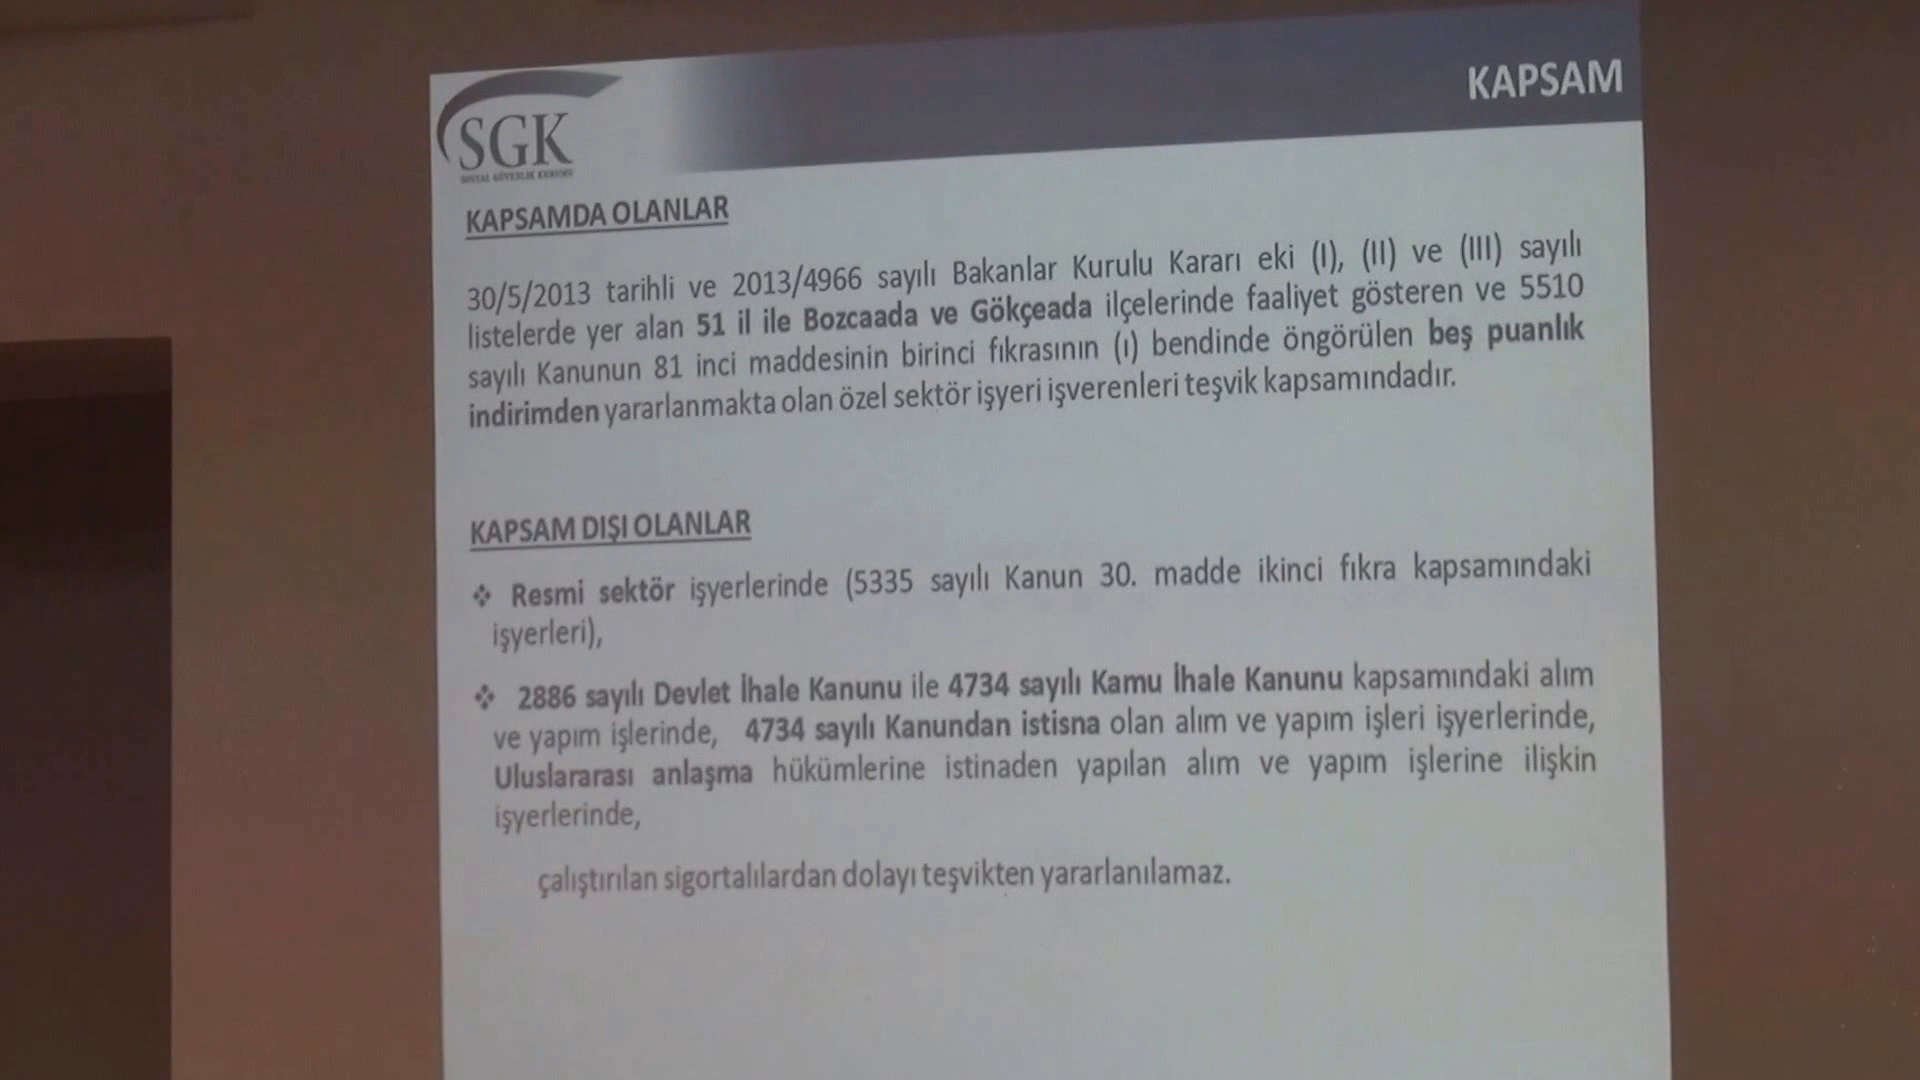 KAPSAM
SGK
SOSYAL GÜVENLİK KURUMU
KAPSAMDA OLANLAR
30/5/2013 tarihli ve 2013/4966 sayılı Bakanlar Kurulu Kararı eki (I), (II) ve (III) sayılı
listelerde yer alan 51 il ile Bozcaada ve Gökçeada ilçelerinde faaliyet gösteren ve 5510
sayılı Kanunun 81 inci maddesinin birinci fıkrasının (ı) bendinde öngörülen beş puanlık
indirimden yararlanmakta olan özel sektör işyeri işverenleri teşvik kapsamındadır.
KAPSAM DIŞI OLANLAR
❖ Resmi sektör işyerlerinde (5335 sayılı Kanun 30. madde ikinci fıkra kapsamındaki
işyerleri),
❖ 2886 sayılı Devlet İhale Kanunu ile 4734 sayılı Kamu İhale Kanunu kapsamındaki alım
ve yapım işlerinde, 4734 sayılı Kanundan istisna olan alım ve yapım işleri işyerlerinde,
Uluslararası anlaşma hükümlerine istinaden yapılan alım ve yapım işlerine ilişkin
işyerlerinde,
çalıştırılan sigortalılardan dolayı teşvikten yararlanılamaz.